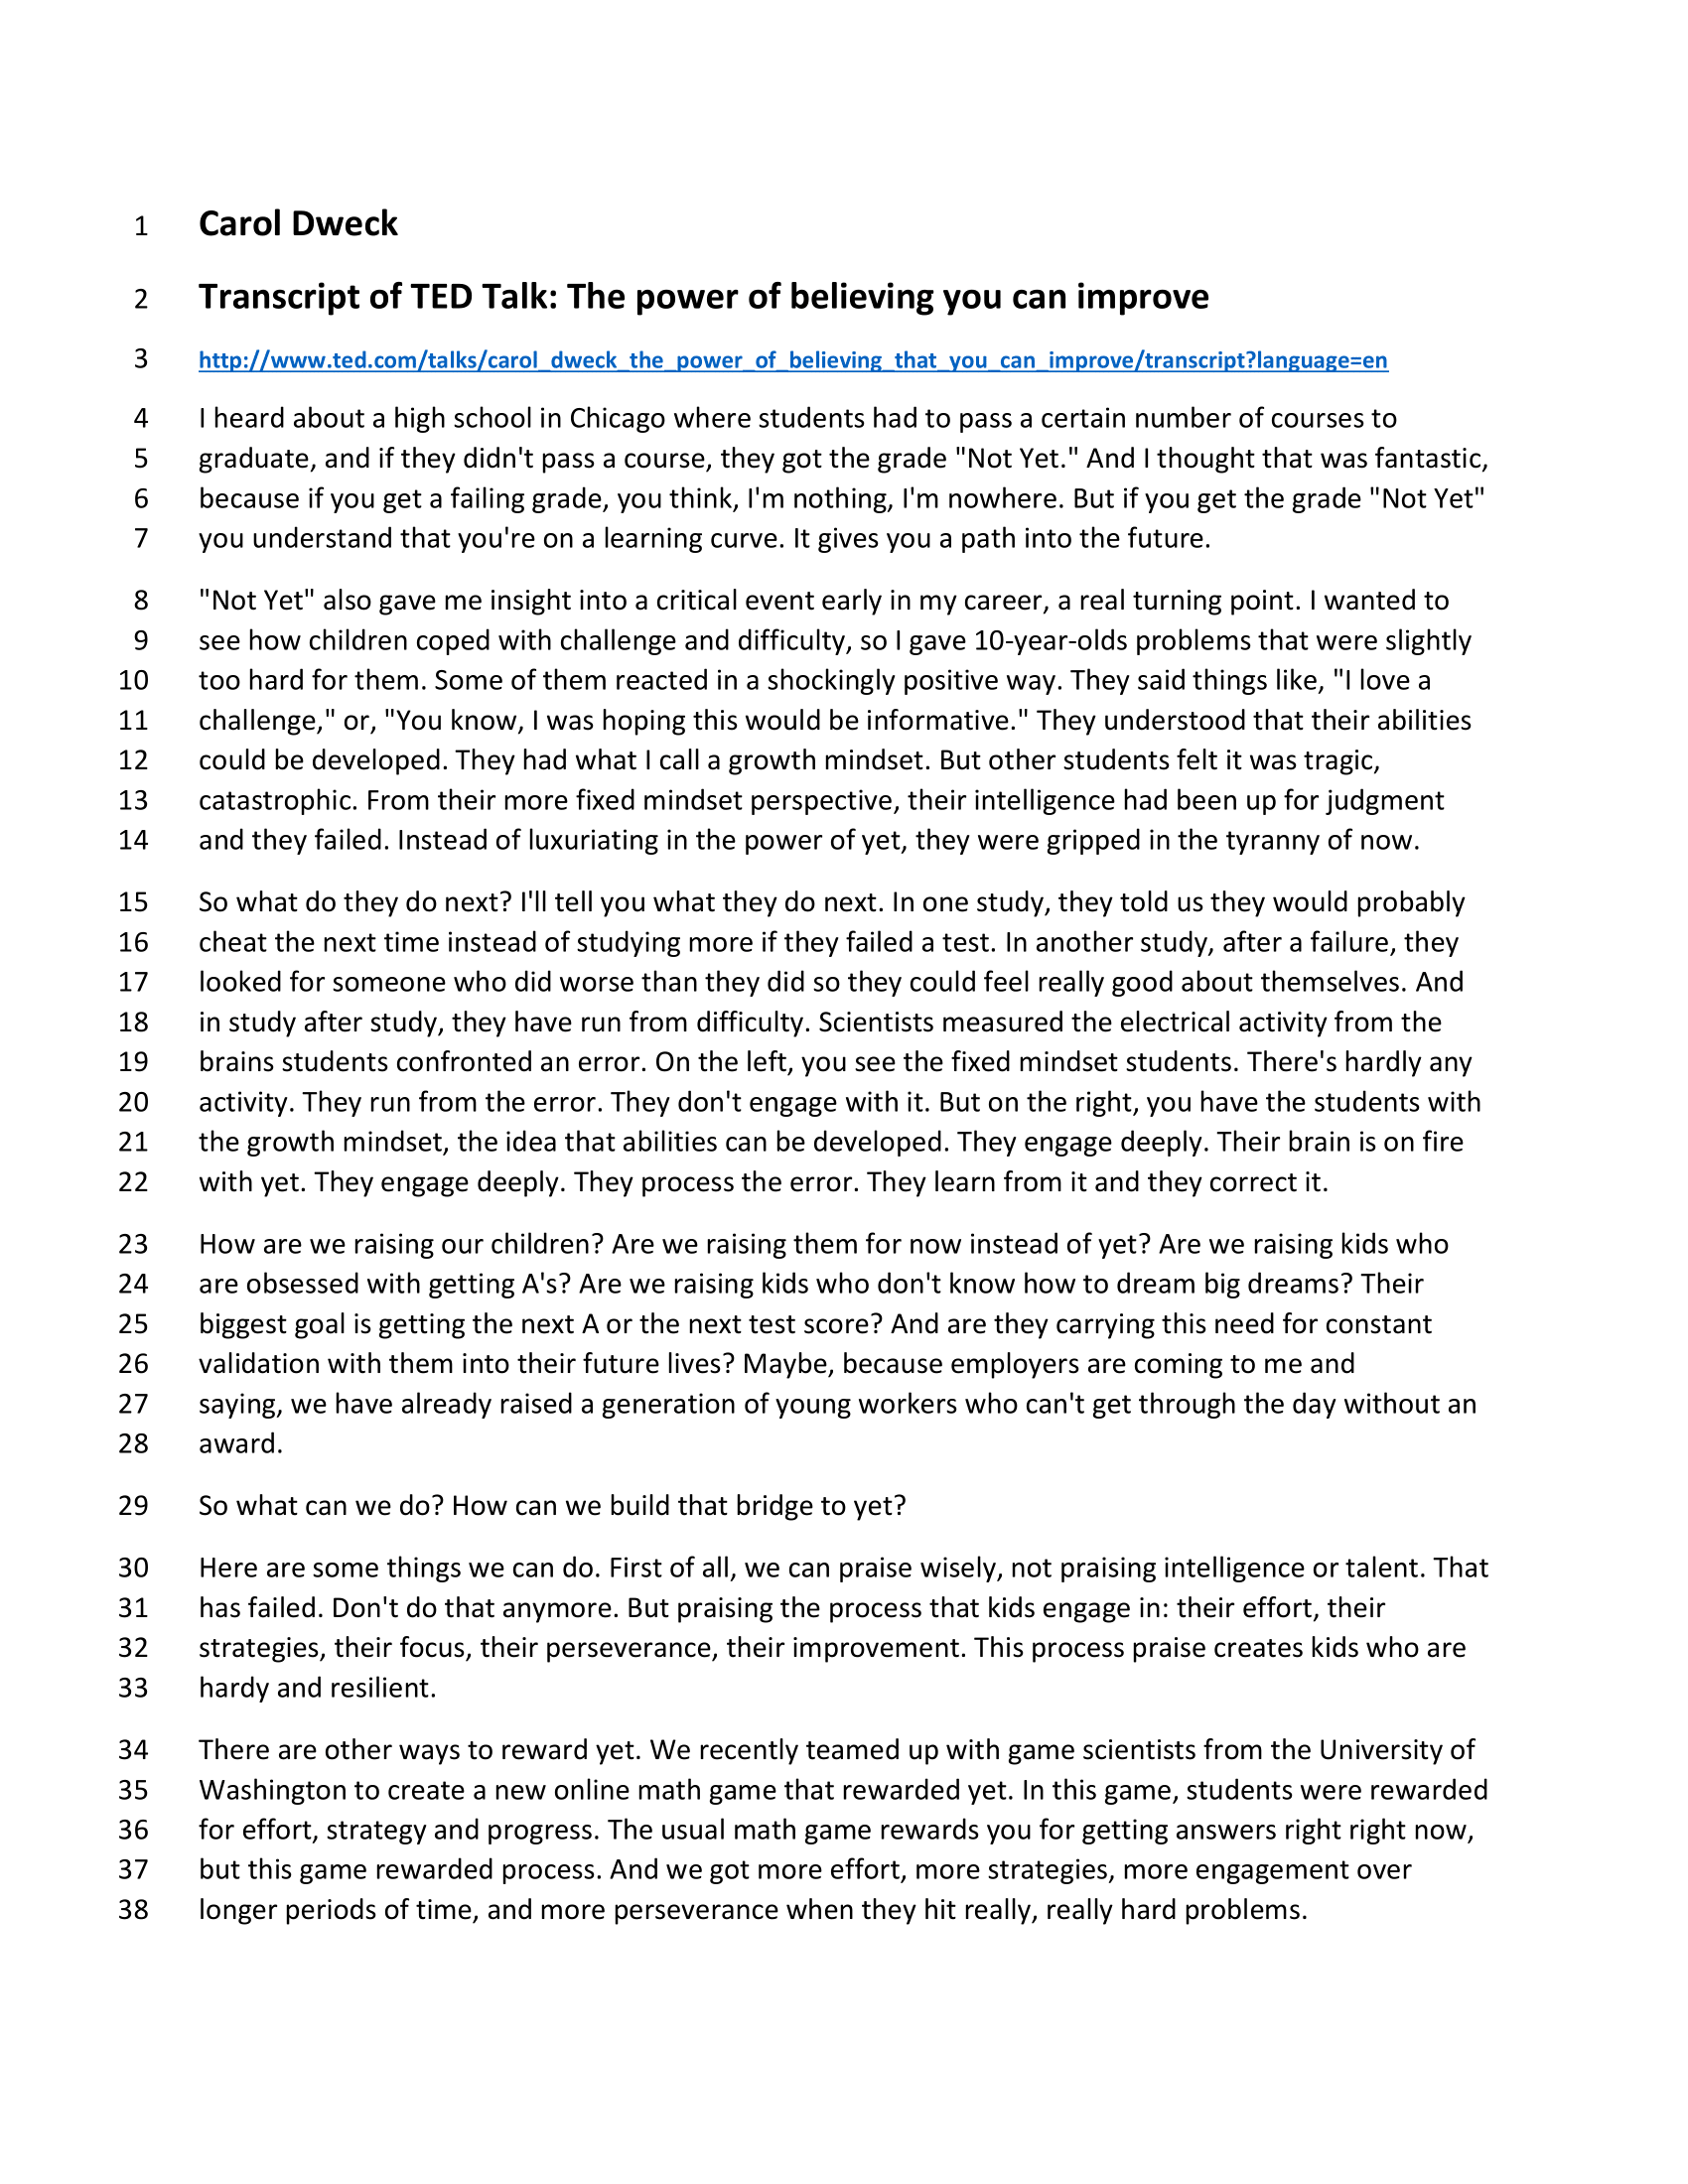 1 Carol Dweck
2 Transcript of TED Talk: The power of believing you can improve
3 http://www.ted.com/talks/carol_dweck_the_power_of_believing_that_you_can_improve/transcript?language=en
4 I heard about a high school in Chicago where students had to pass a certain number of courses to
5 graduate, and if they didn't pass a course, they got the grade "Not Yet." And I thought that was fantastic,
6 because if you get a failing grade, you think, I'm nothing, I'm nowhere. But if you get the grade "Not Yet"
7 you understand that you're on a learning curve. It gives you a path into the future.
8 "Not Yet" also gave me insight into a critical event early in my career, a real turning point. I wanted to
9 see how children coped with challenge and difficulty, so I gave 10-year-olds problems that were slightly
10 too hard for them. Some of them reacted in a shockingly positive way. They said things like, "I love a
11 challenge," or, "You know, I was hoping this would be informative." They understood that their abilities
12 could be developed. They had what I call a growth mindset. But other students felt it was tragic,
13 catastrophic. From their more fixed mindset perspective, their intelligence had been up for judgment
14 and they failed. Instead of luxuriating in the power of yet, they were gripped in the tyranny of now.
15 So what do they do next? I'll tell you what they do next. In one study, they told us they would probably
16 cheat the next time instead of studying more if they failed a test. In another study, after a failure, they
17 looked for someone who did worse than they did so they could feel really good about themselves. And
18 in study after study, they have run from difficulty. Scientists measured the electrical activity from the
19 brains students confronted an error. On the left, you see the fixed mindset students. There's hardly any
20 activity. They run from the error. They don't engage with it. But on the right, you have the students with
21 the growth mindset, the idea that abilities can be developed. They engage deeply. Their brain is on fire
22 with yet. They engage deeply. They process the error. They learn from it and they correct it.
23 How are we raising our children? Are we raising them for now instead of yet? Are we raising kids who
24 are obsessed with getting A's? Are we raising kids who don't know how to dream big dreams? Their
25 biggest goal is getting the next A or the next test score? And are they carrying this need for constant
26 validation with them into their future lives? Maybe, because employers are coming to me and
27 saying, we have already raised a generation of young workers who can't get through the day without an
28 award.
29 So what can we do? How can we build that bridge to yet?
30 Here are some things we can do. First of all, we can praise wisely, not praising intelligence or talent. That
31 has failed. Don't do that anymore. But praising the process that kids engage in: their effort, their
32 strategies, their focus, their perseverance, their improvement. This process praise creates kids who are
33 hardy and resilient.
34 There are other ways to reward yet. We recently teamed up with game scientists from the University of
35 Washington to create a new online math game that rewarded yet. In this game, students were rewarded
36 for effort, strategy and progress. The usual math game rewards you for getting answers right right now,
37 but this game rewarded process. And we got more effort, more strategies, more engagement over
38 longer periods of time, and more perseverance when they hit really, really hard problems.